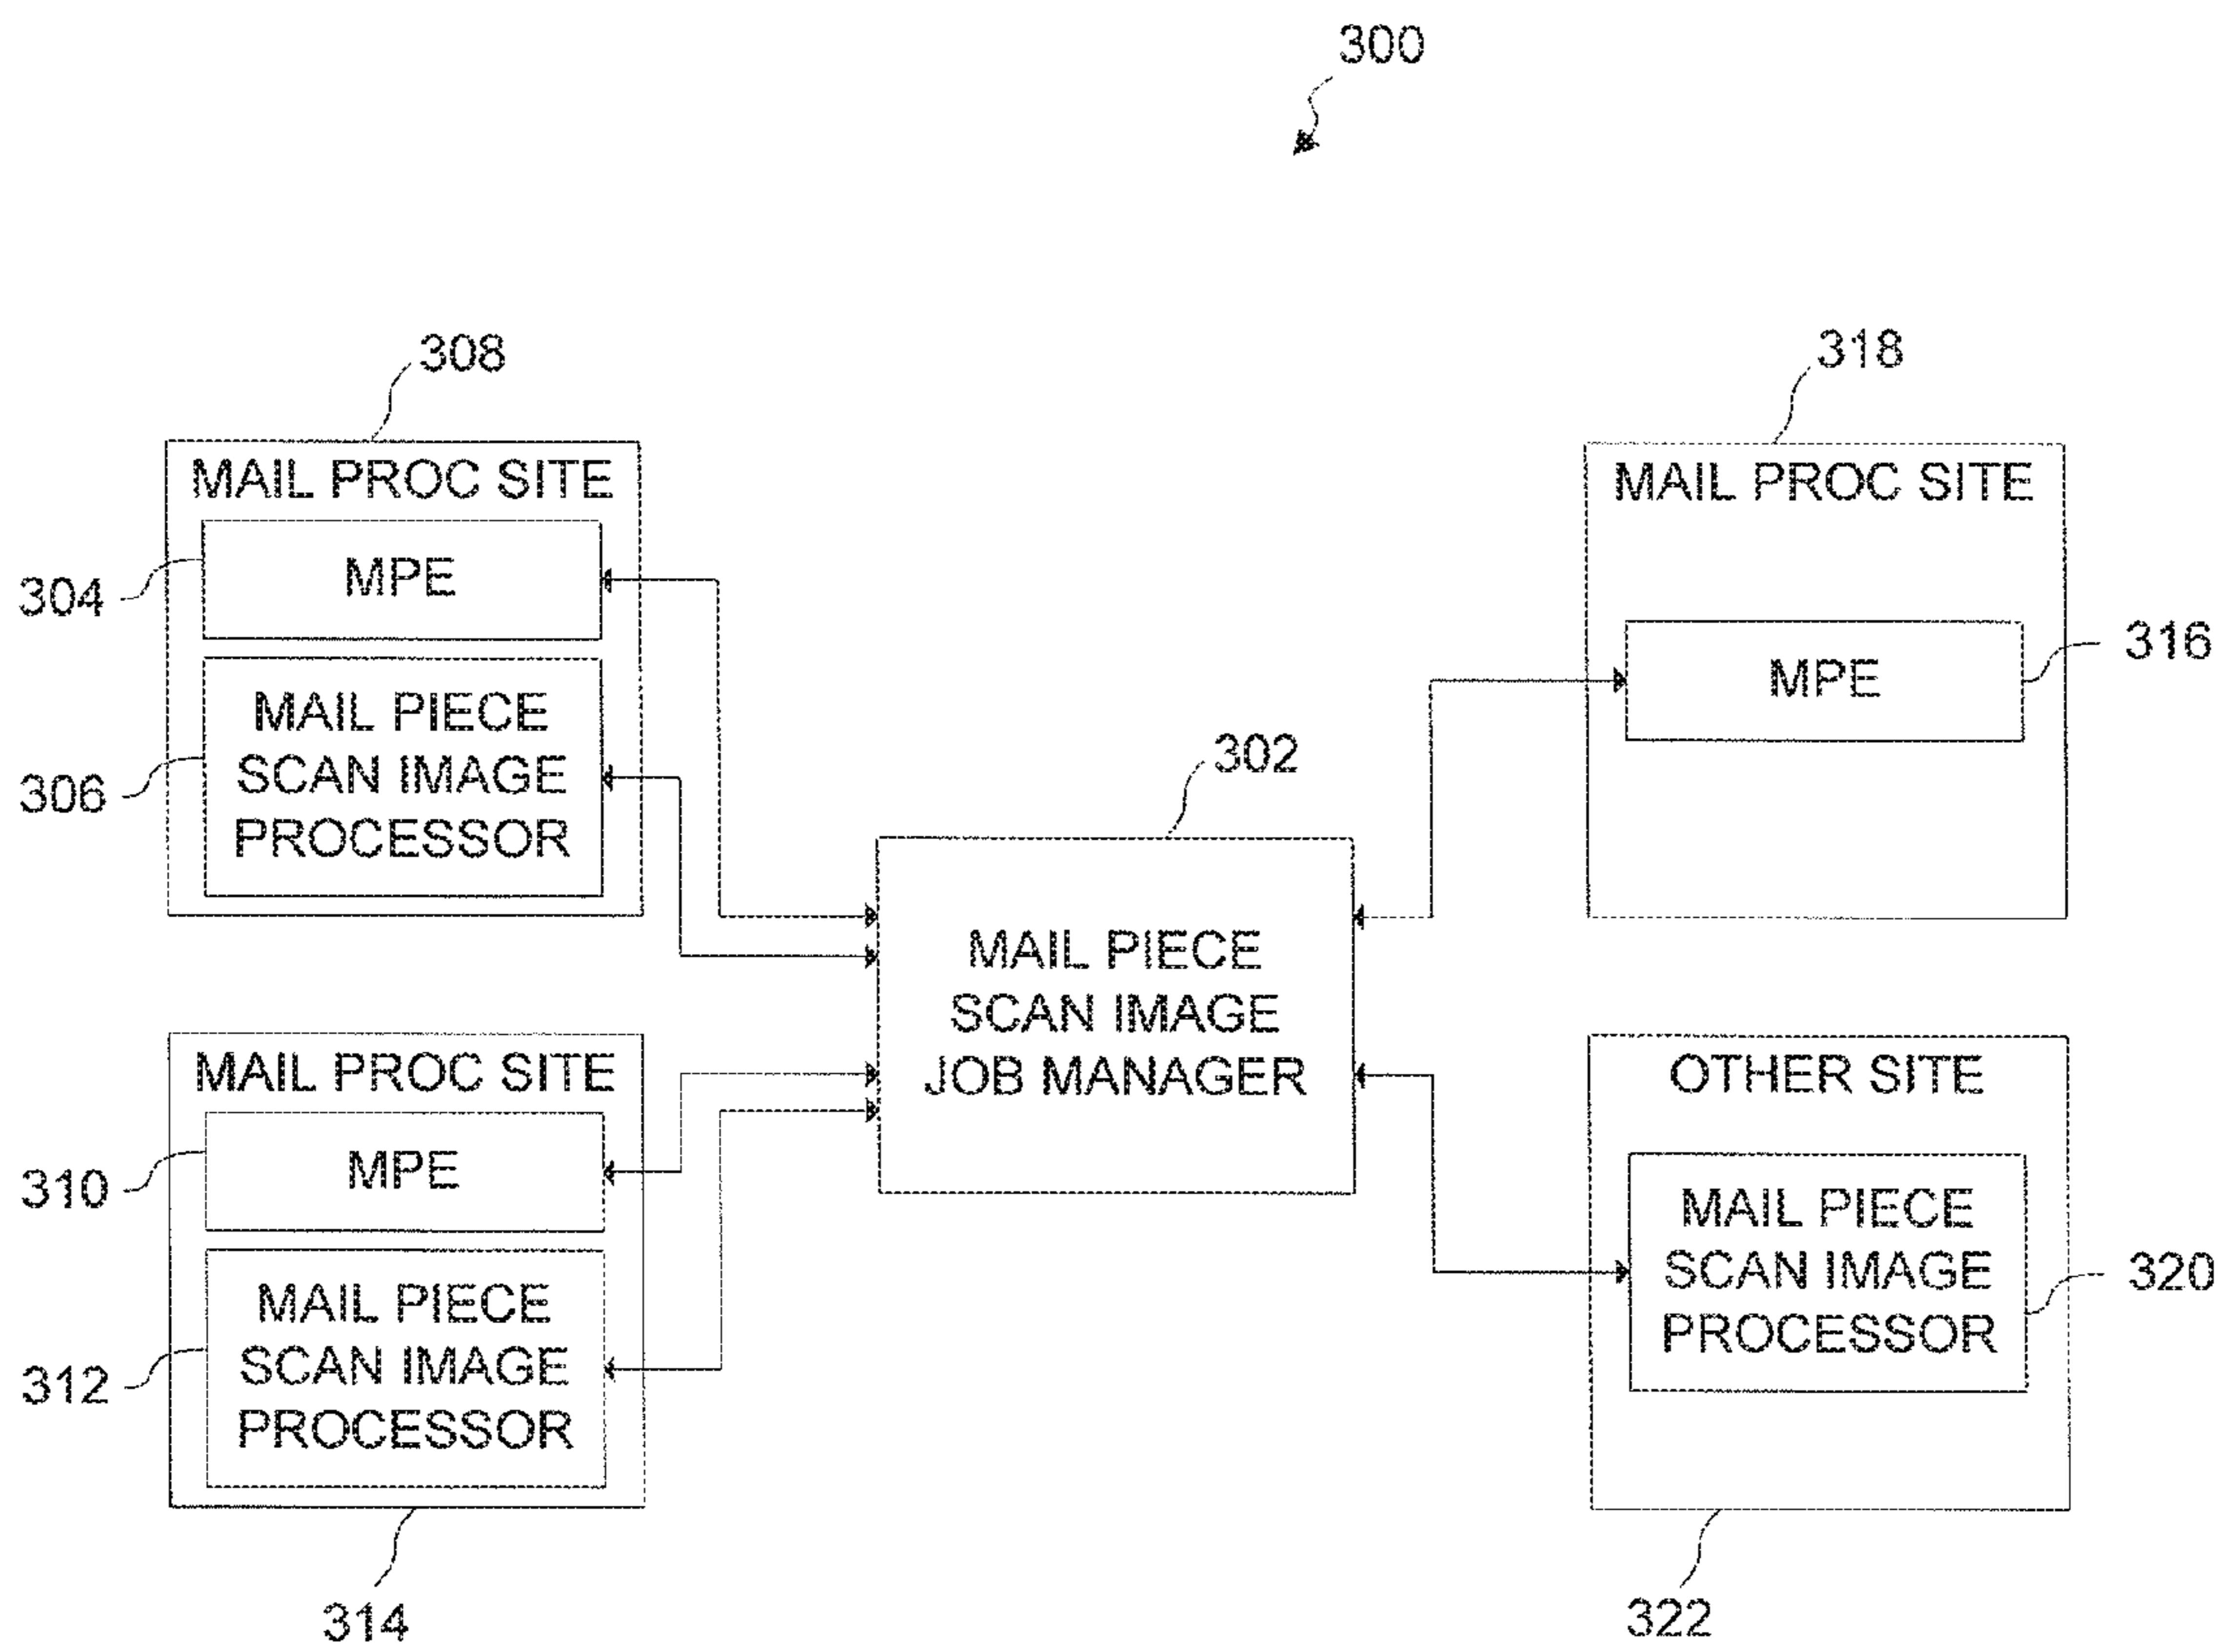 300
308
MAIL PROC SITE
304
MPE
306
MAIL PIECE
SCAN IMAGE
PROCESSOR
318
MAIL PROC SITE
316
MPE
302
MAIL PIECE
SCAN IMAGE
JOB MANAGER
MAIL PROC SITE
310
MPE
312
MAIL PIECE
SCAN IMAGE
PROCESSOR
314
OTHER SITE
MAIL PIECE
SCAN IMAGE
PROCESSOR
320
322